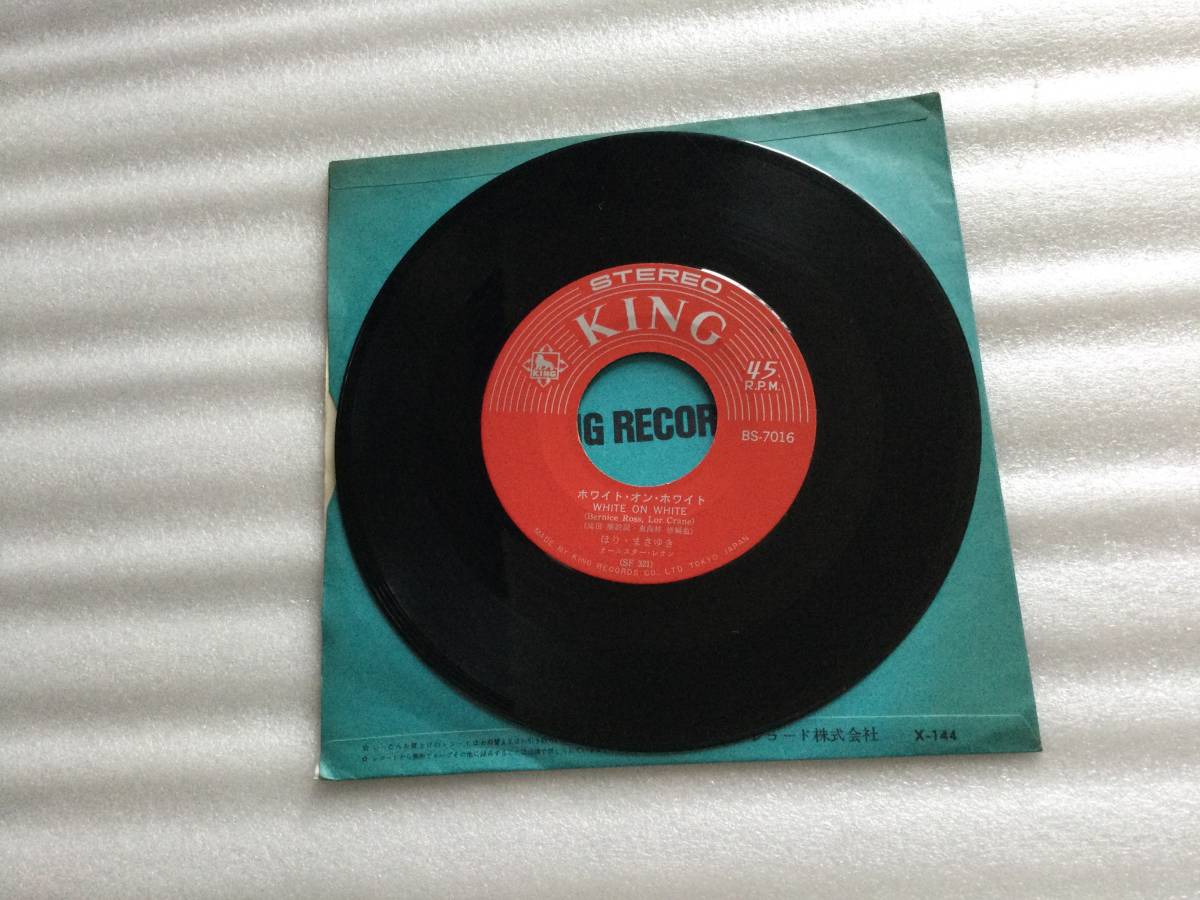 STEREO
KING
KING
45
R.P.M.
BS-7016
NG RECOR
ホワイト・オン・ホワイト
WHITE ON WHITE
(Bernice Ross, Lor Crane)
ほり・まさゆき
オールスター・レオン
(SF 321)
MADE BY KING RECORDS CO., LTD TOKYO JAPAN
コード株式会社 X-144